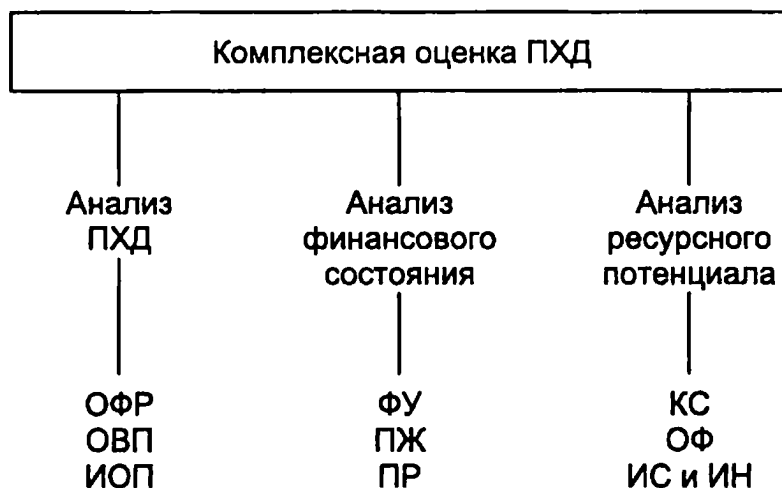 Комплексная оценка ПХД
Анализ
ПХД
Анализ
финансового
состояния
Анализ
ресурсного
потенциала
ОФР
ОВП
ИОП
ФУ
ПЖ
ПР
КС
ОФ
ИС и ИН